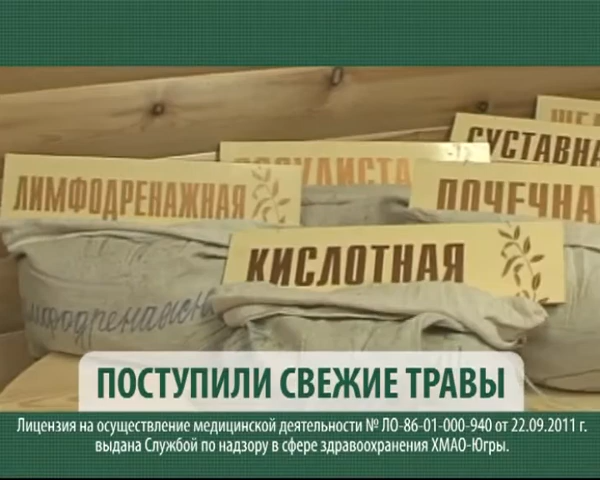 ЛИМФОДРЕНАЖНАЯ
СУСТАВНА
ПОЧЕЧНА
КИСЛОТНАЯ
ПОСТУПИЛИ СВЕЖИЕ ТРАВЫ
Лицензия на осуществление медицинской деятельности № ЛО-86-01-000-940 от 22.09.2011 г.
выдана Службой по надзору в сфере здравоохранения ХМАО-Югры.